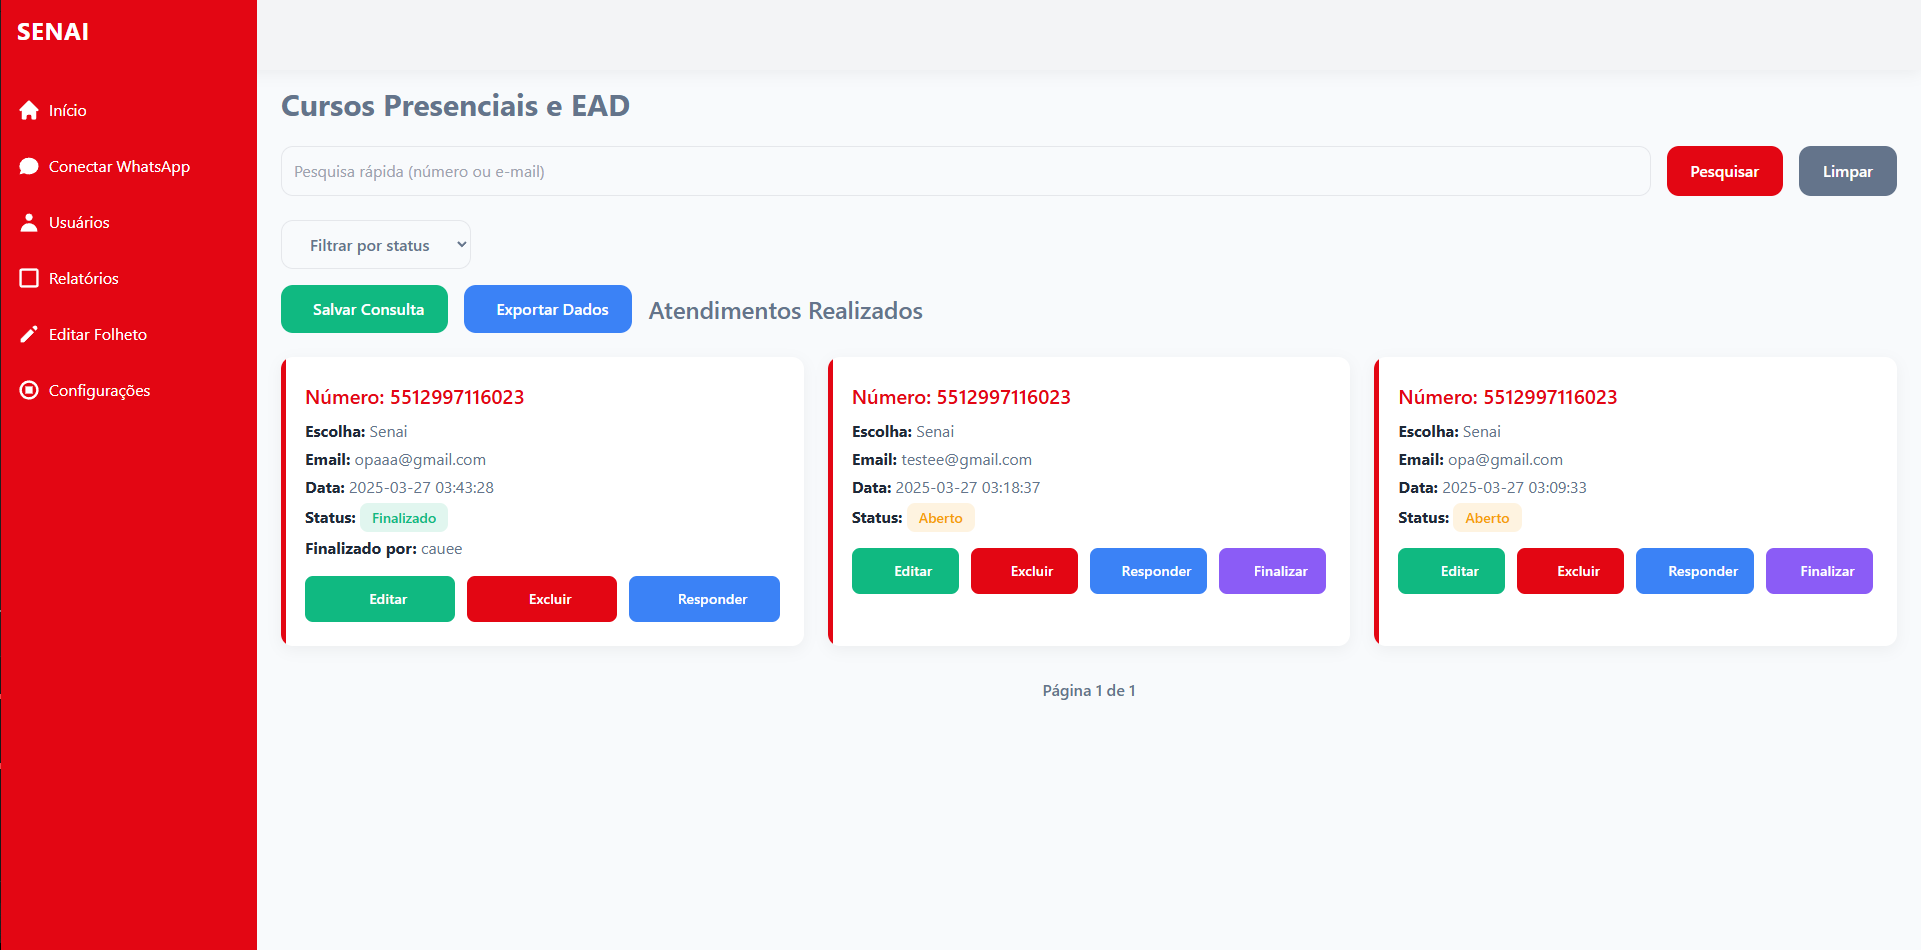 SENAI
Início
Conectar WhatsApp
Usuários
Relatórios
Editar Folheto
Configurações
Cursos Presenciais e EAD
Pesquisa rápida (número ou e-mail)
Pesquisar
Limpar
Filtrar por status
Salvar Consulta
Exportar Dados
Atendimentos Realizados
Número: 5512997116023
Escolha: Senai
Email: opaaa@gmail.com
Data: 2025-03-27 03:43:28
Status: Finalizado
Finalizado por: cauee
Editar
Excluir
Responder
Número: 5512997116023
Escolha: Senai
Email: testee@gmail.com
Data: 2025-03-27 03:18:37
Status: Aberto
Editar
Excluir
Responder
Finalizar
Número: 5512997116023
Escolha: Senai
Email: opa@gmail.com
Data: 2025-03-27 03:09:33
Status: Aberto
Editar
Excluir
Responder
Finalizar
Página 1 de 1